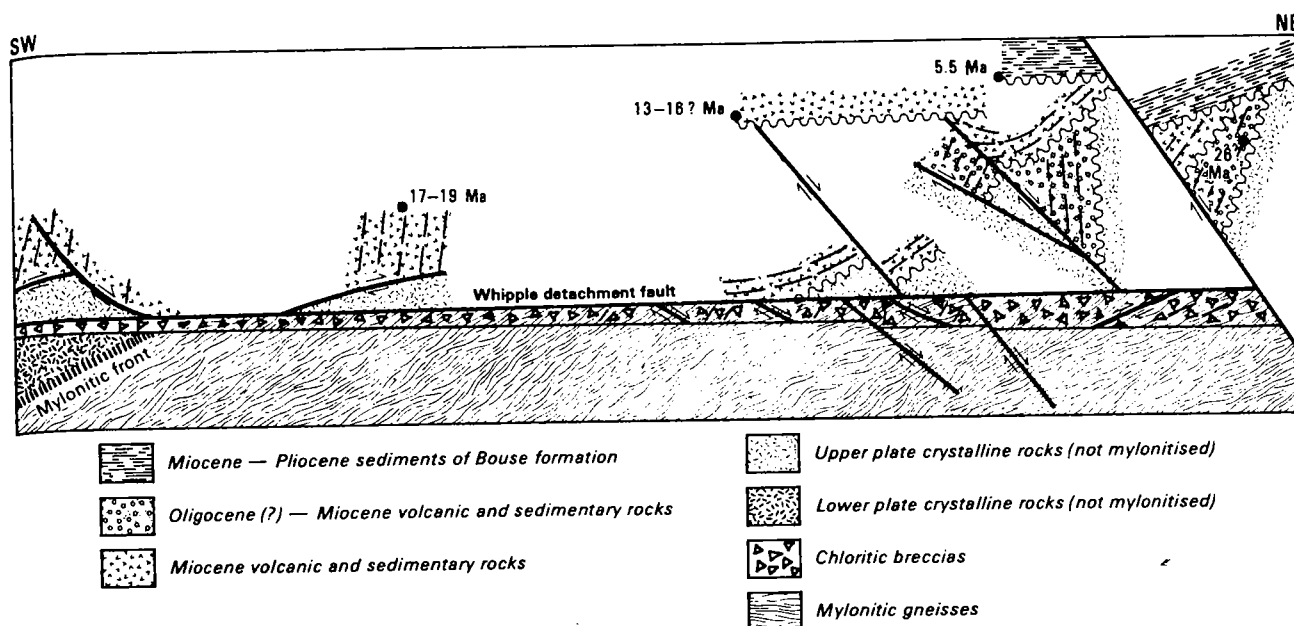 SW
NE
5.5 Ma
13–16? Ma
26
Ma
17–19 Ma
Whipple detachment fault
Mylonitic front
Miocene — Pliocene sediments of Bouse formation
Oligocene (?) — Miocene volcanic and sedimentary rocks
Miocene volcanic and sedimentary rocks
Upper plate crystalline rocks (not mylonitised)
Lower plate crystalline rocks (not mylonitised)
Chloritic breccias
Mylonitic gneisses